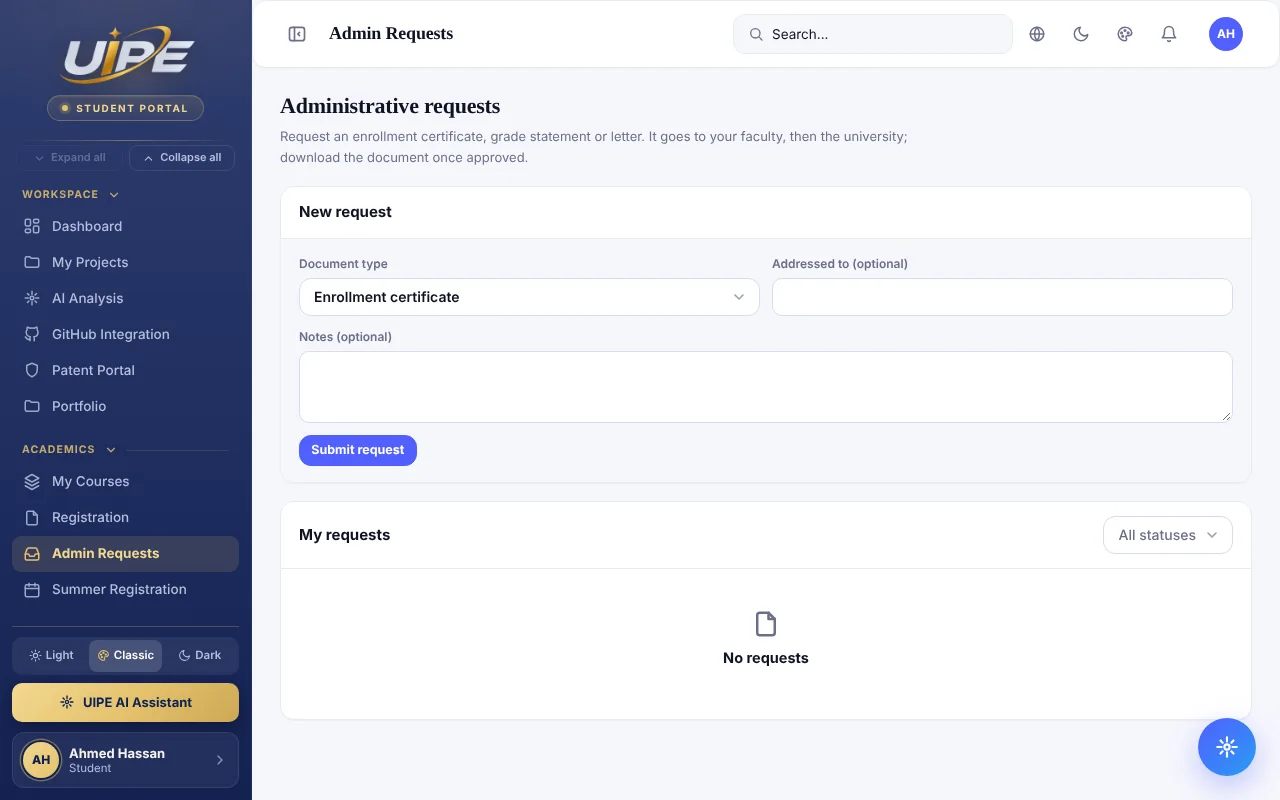 UIPE
STUDENT PORTAL
Expand all
Collapse all
WORKSPACE
Dashboard
My Projects
AI Analysis
GitHub Integration
Patent Portal
Portfolio
ACADEMICS
My Courses
Registration
Admin Requests
Summer Registration
Light
Classic
Dark
UIPE AI Assistant
AH
Ahmed Hassan
Student
Admin Requests
Search...
AH
Administrative requests
Request an enrollment certificate, grade statement or letter. It goes to your faculty, then the university;
download the document once approved.
New request
Document type
Addressed to (optional)
Enrollment certificate
Notes (optional)
Submit request
My requests
All statuses
No requests